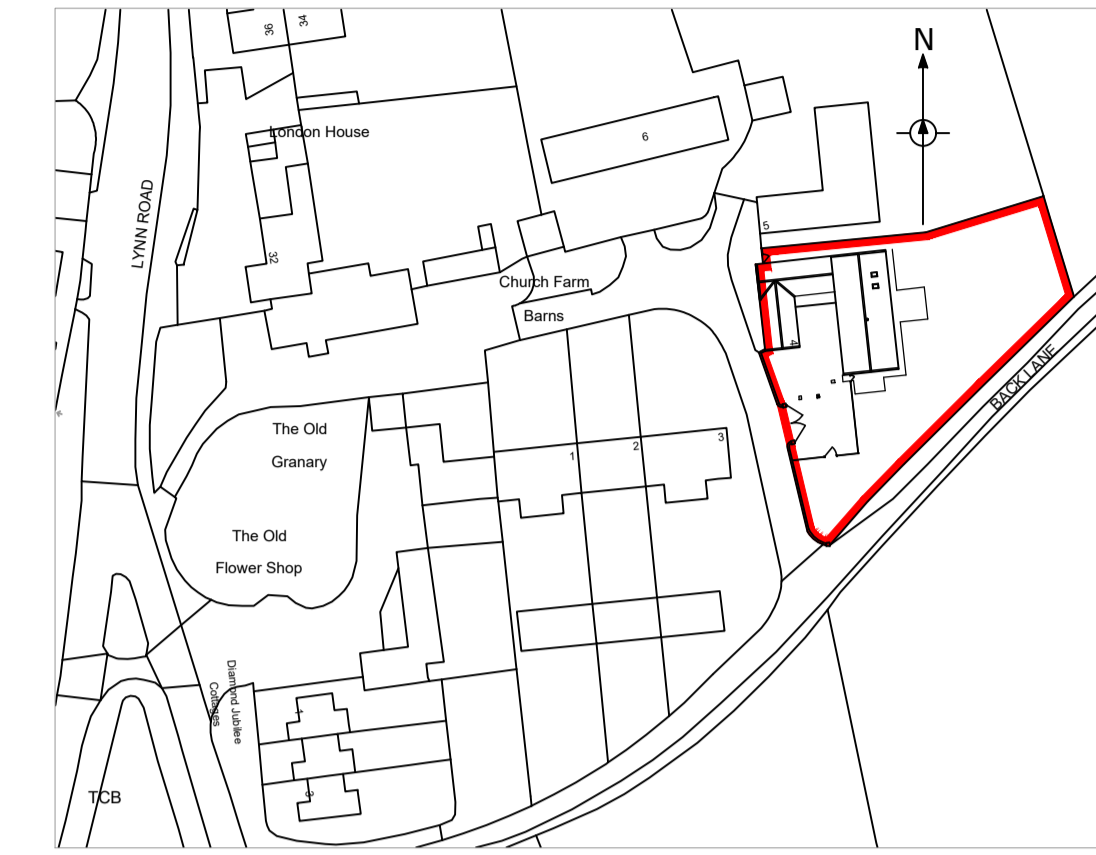 36
34
N
London House
6
LYNN ROAD
5
32
Church Farm
Barns
4
BACK LANE
The Old
Granary
1
2
3
The Old
Flower Shop
Diamond Jubilee
Cottages
1
3
TCB